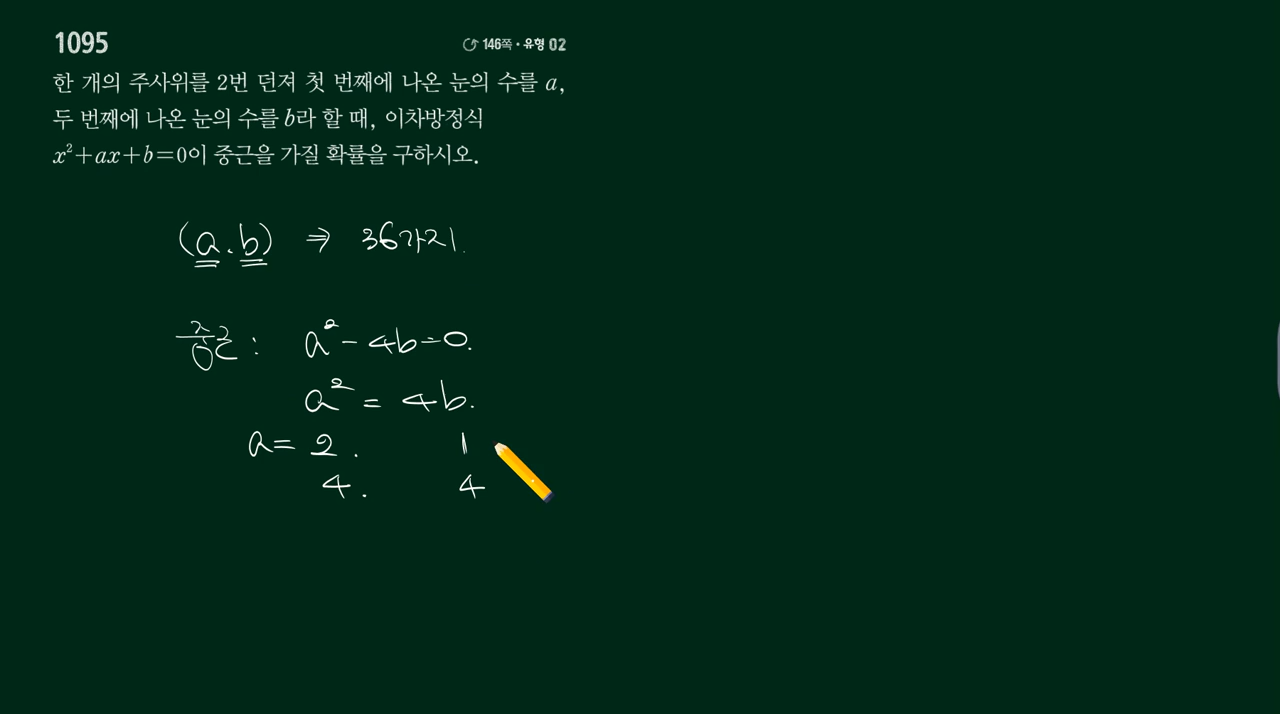 1095
146쪽 • 유형 02
한 개의 주사위를 2번 던져 첫 번째에 나온 눈의 수를 a,
두 번째에 나온 눈의 수를 b라 할 때, 이차방정식
x²+ax+b=0이 중근을 가질 확률을 구하시오.
(a.b) ⇒ 36가지.
중근: a²-4b=0.
a² = 4b.
a= 2. 1
4. 4